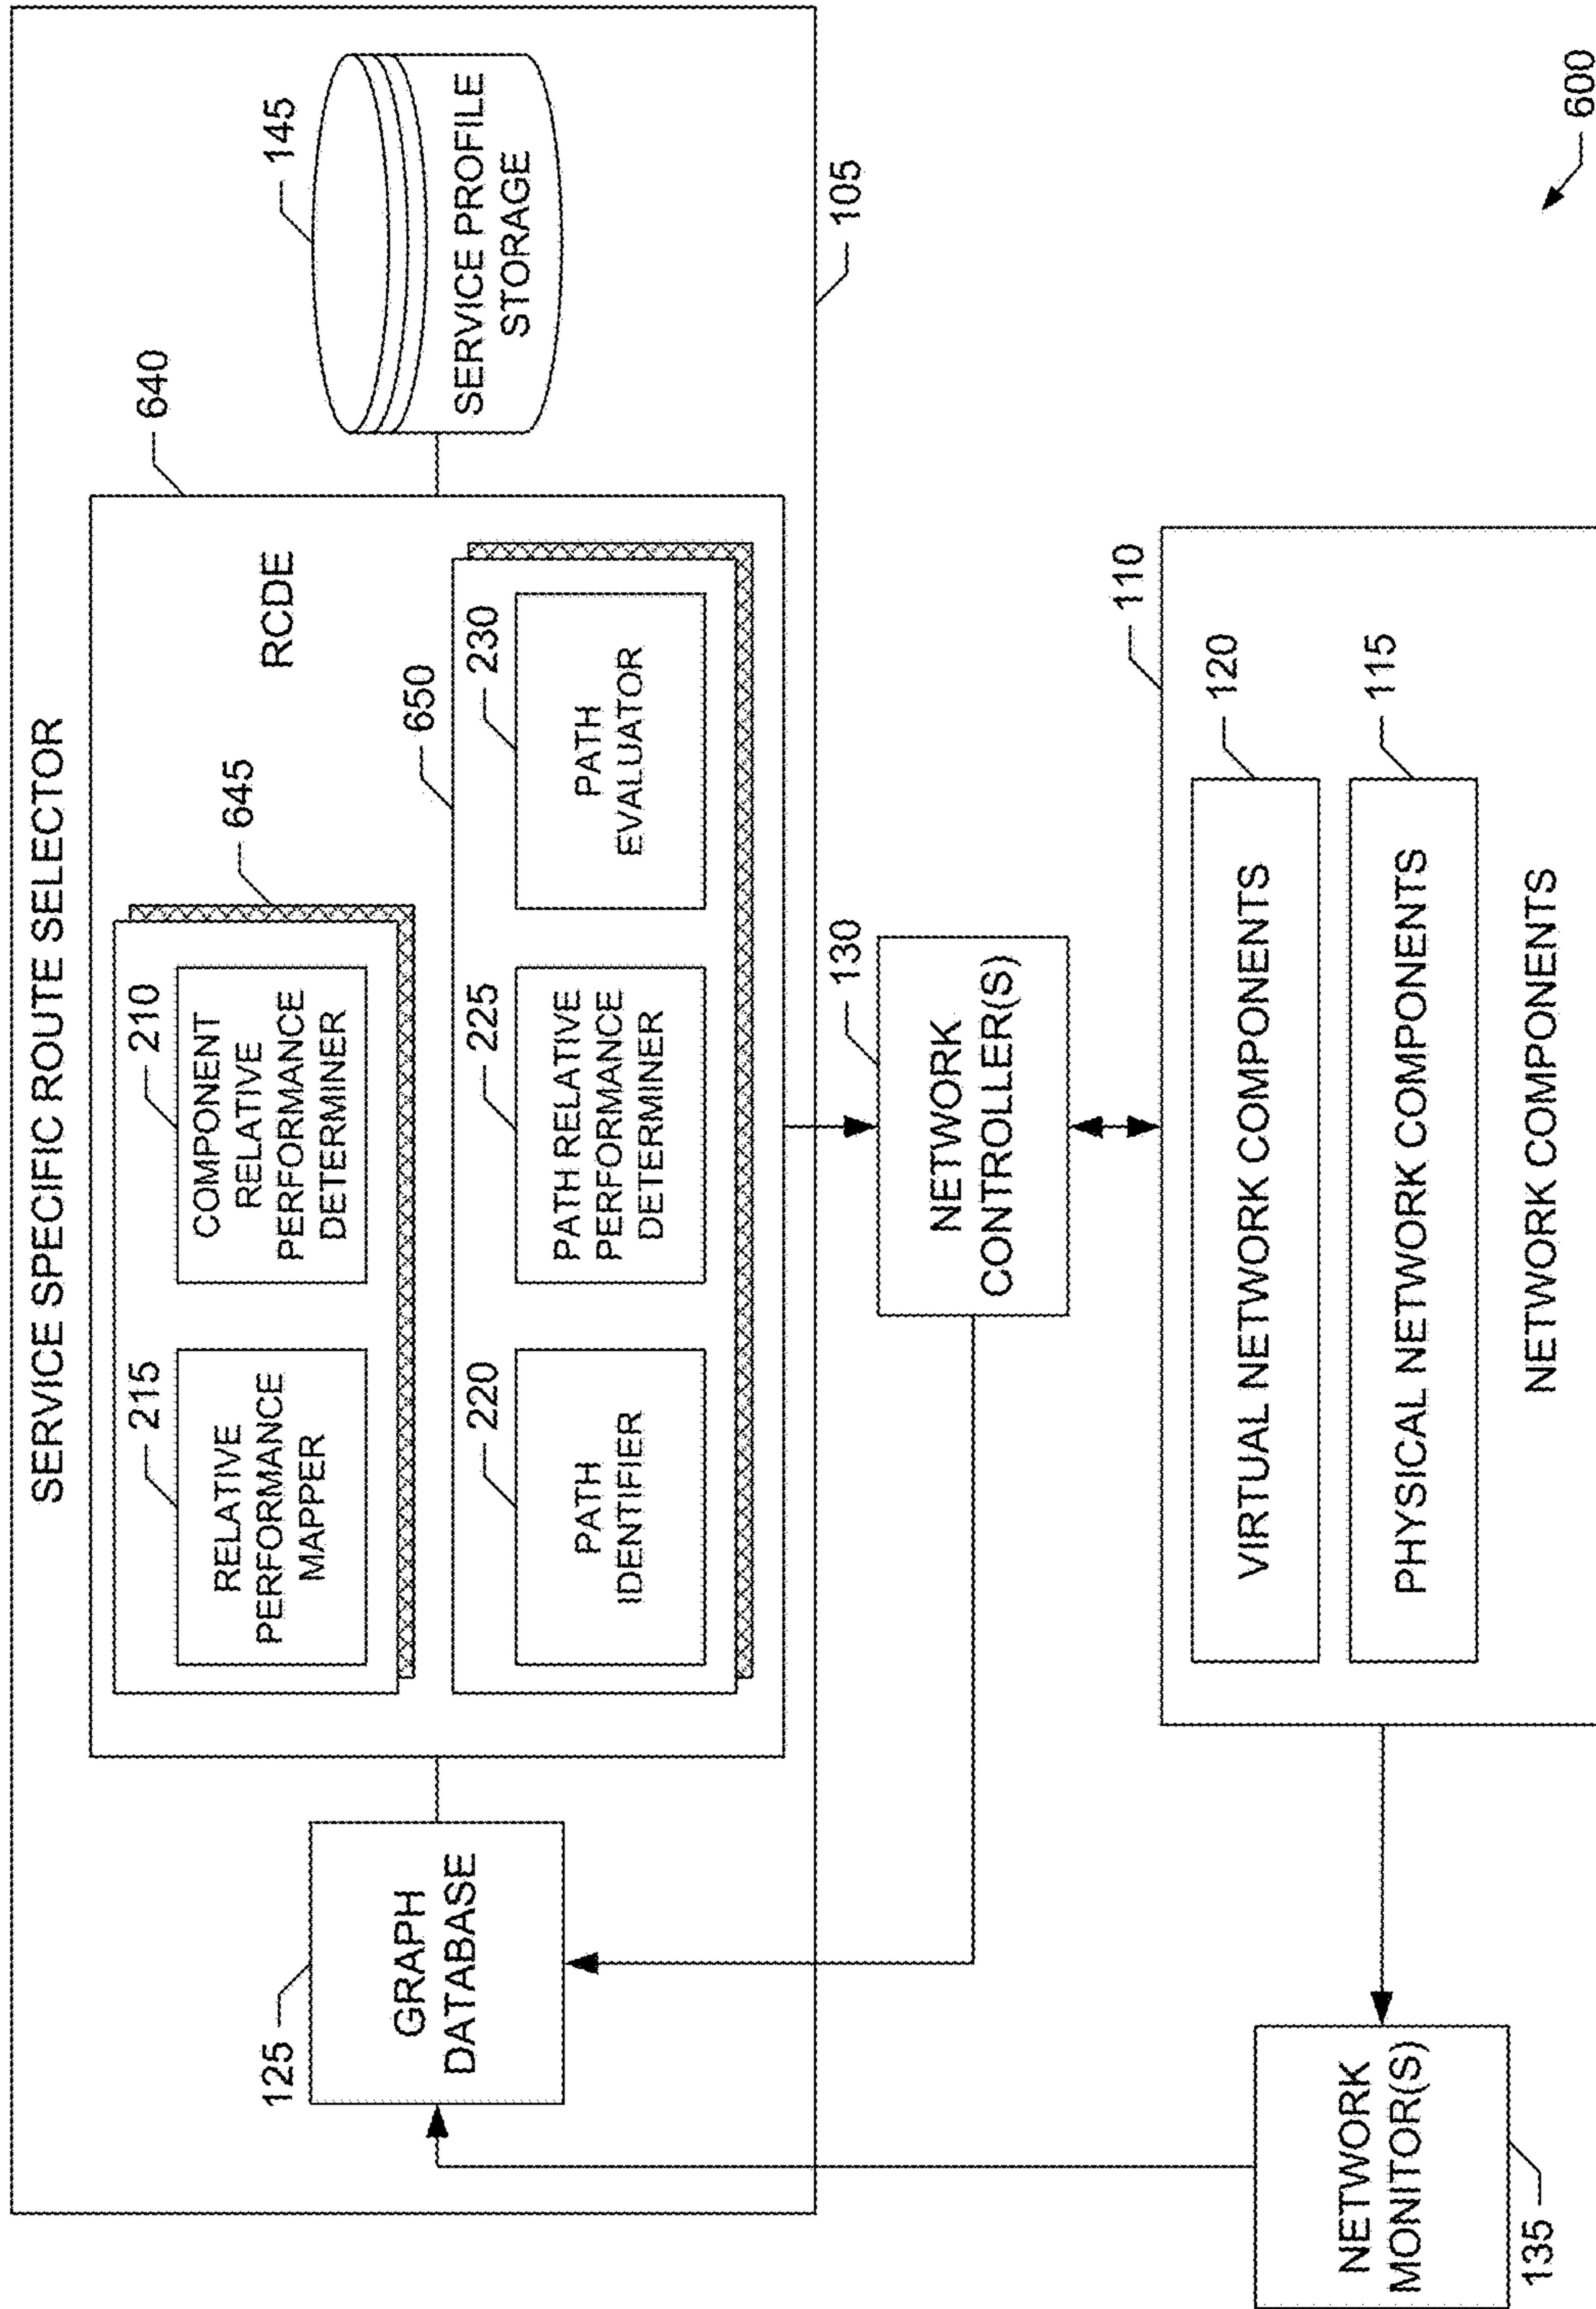 SERVICE SPECIFIC ROUTE SELECTOR
640
145
RCDE
SERVICE PROFILE
STORAGE
645
215
RELATIVE
PERFORMANCE
MAPPER
210
COMPONENT
RELATIVE
PERFORMANCE
DETERMINER
650
220
PATH
IDENTIFIER
225
PATH RELATIVE
PERFORMANCE
DETERMINER
230
PATH
EVALUATOR
125
GRAPH
DATABASE
105
130
NETWORK
CONTROLLER(S)
110
120
VIRTUAL NETWORK COMPONENTS
115
PHYSICAL NETWORK COMPONENTS
NETWORK COMPONENTS
NETWORK
MONITOR(S)
135
600